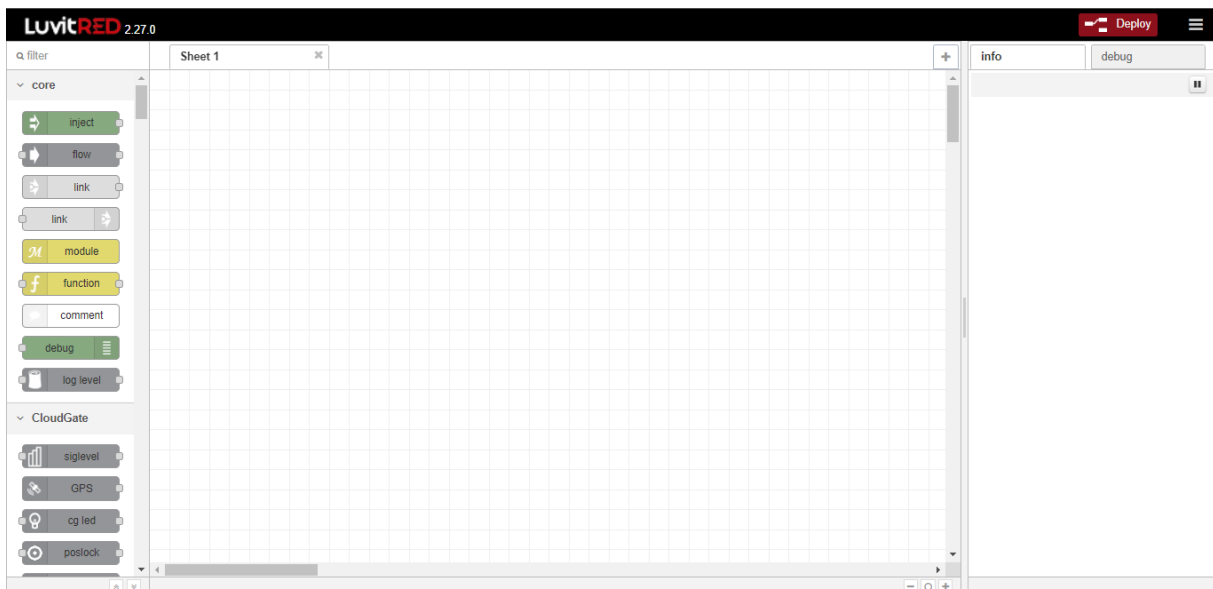 LuvitRED 2.27.0
Deploy
filter
Sheet 1
info
debug
core
inject
flow
link
link
module
function
comment
debug
log level
CloudGate
siglevel
GPS
cg led
poslock